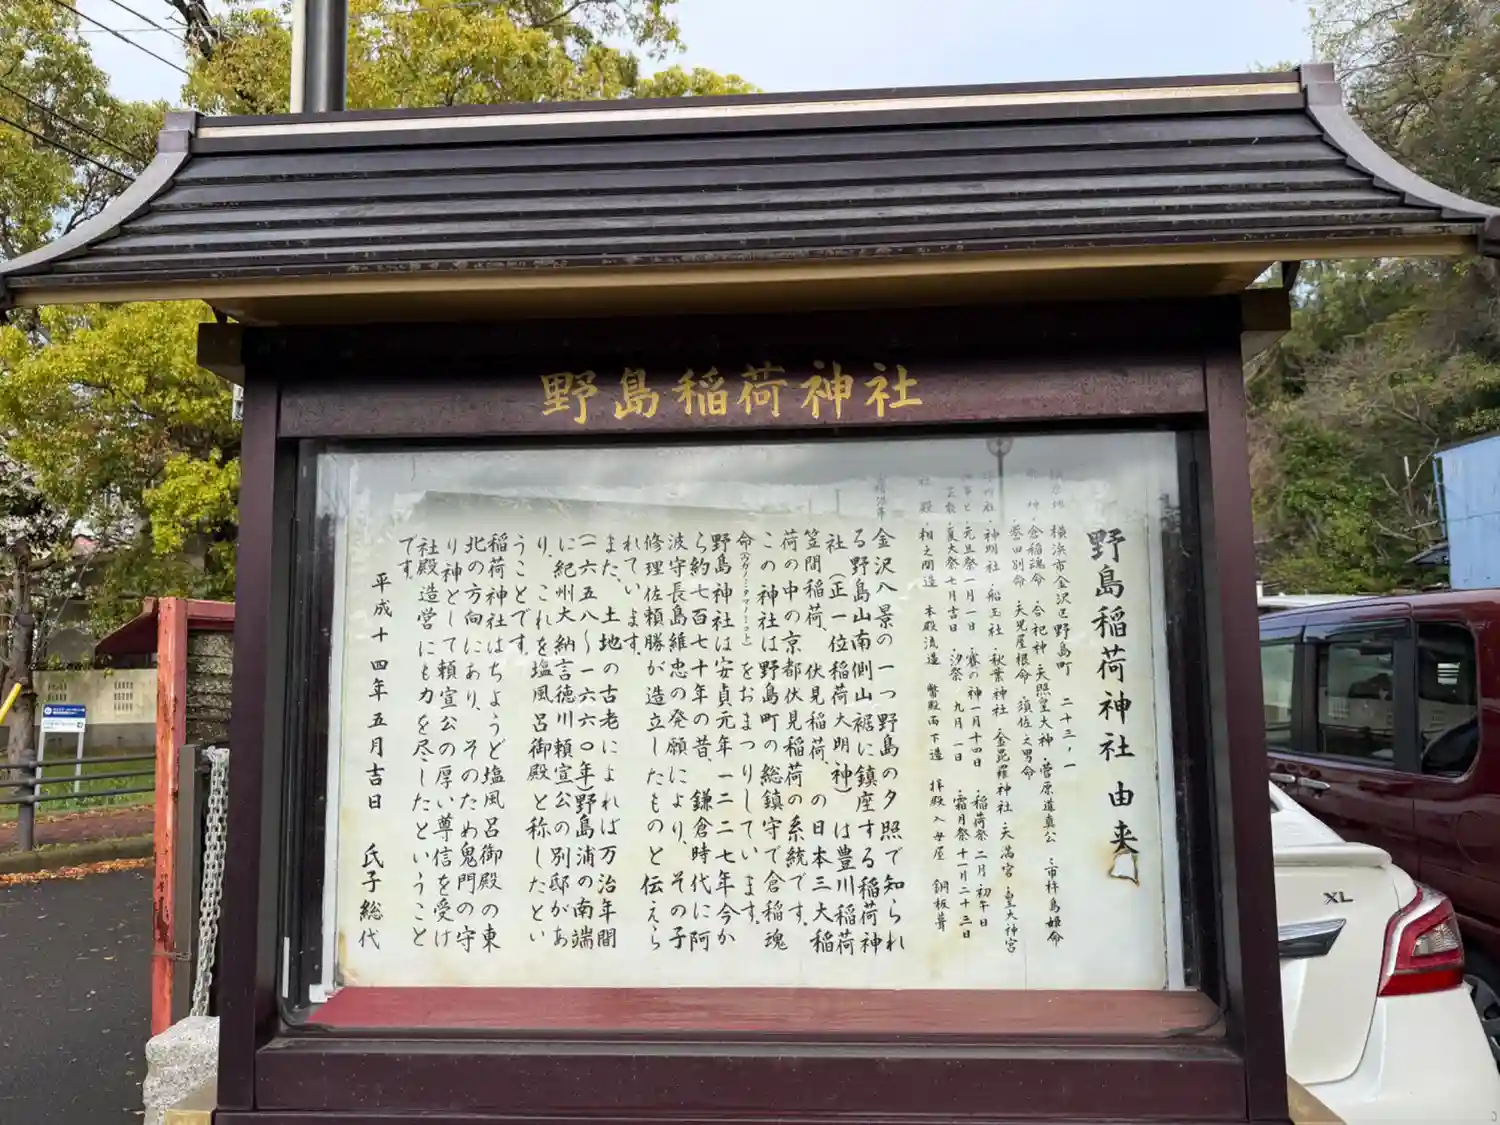 野島稲荷神社
野島稲荷神社 由来
横浜市金沢区野島町 二十三,一
神・倉稲魂命・合祀神・天照皇大神・菅原道真公・市杵島姫命
・誉田別命・天児屋根命・須佐之男命
社・神明社・船玉社・秋葉神社・金毘羅神社・天満宮・皇大神宮
・元旦祭一月一日・賽の神一月十四日・稲荷祭二月初午日
・夏大祭七月吉日・汐祭、九月一日・霜月祭十一月二十三日
殿・相之間造 本殿流造 幣殿両下造 拝殿入母屋 銅板葺
金沢八景の一つ野島の夕照で知られ
る野島山南側山裾に鎮座する稲荷神
社(正一位稲荷大明神)は豊川稲荷
笠間稲荷、伏見稲荷、の日本三大稲
荷の中の京都伏見稲荷の系統です。
この神社は野島町の総鎮守で倉稲魂
命(ウカノミタマノミコト)をおまつりしています。
野島神社は安貞元年一二二七年今か
ら約七百七十年の昔、鎌倉時代に阿
波守長島維忠の発願により、その子
修理佐頼勝が造立したものと伝えら
れています。
また、土地の古老によれば万治年間
(一六五八〜一六六〇年)野島浦の南端
に紀州大納言徳川頼宣公の別邸があ
り、これを塩風呂御殿と称したとい
うことです。
稲荷神社はちょうど塩風呂御殿の東
北の方向にあり、そのため鬼門の守
り神として頼宣公の厚い尊信を受け
社殿造営にも力を尽したということ
です。
平成十四年五月吉日 氏子総代
XL